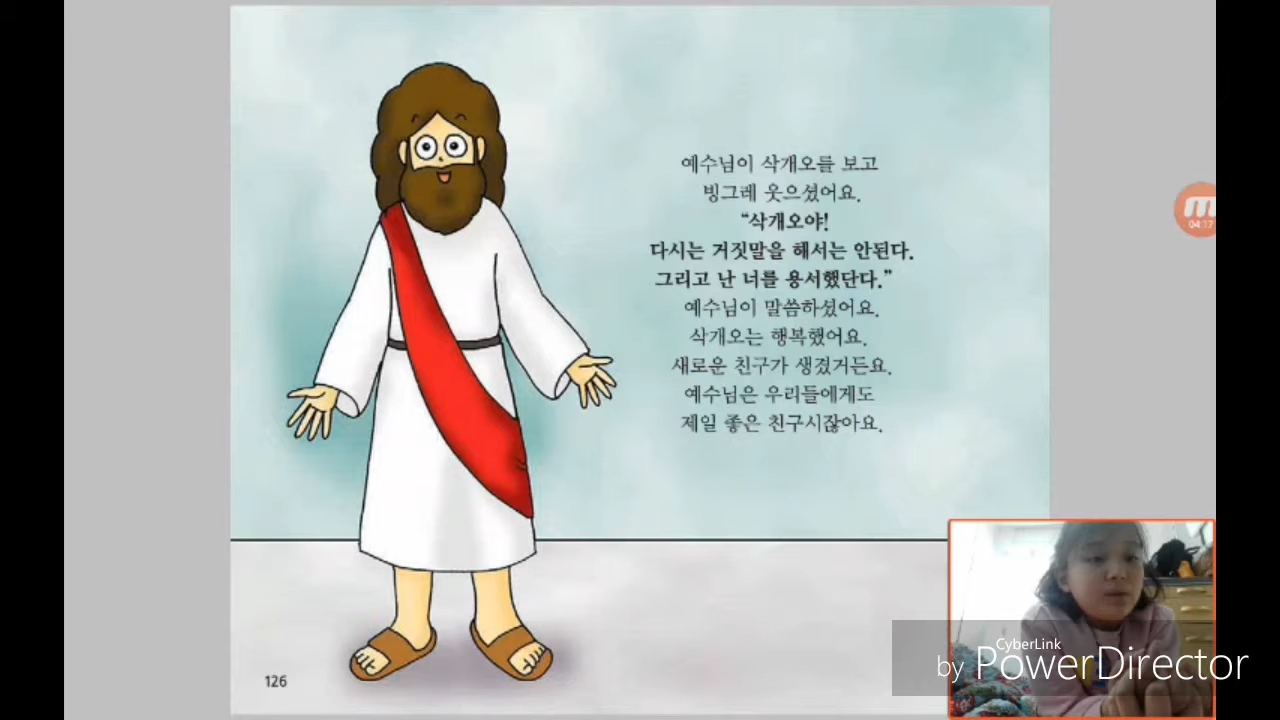 예수님이 삭개오를 보고
빙그레 웃으셨어요.
“삭개오야!
다시는 거짓말을 해서는 안된다.
그리고 난 너를 용서했단다.”
예수님이 말씀하셨어요.
삭개오는 행복했어요.
새로운 친구가 생겼거든요.
예수님은 우리들에게도
제일 좋은 친구시잖아요.
126
04:17
CyberLink
by PowerDirector